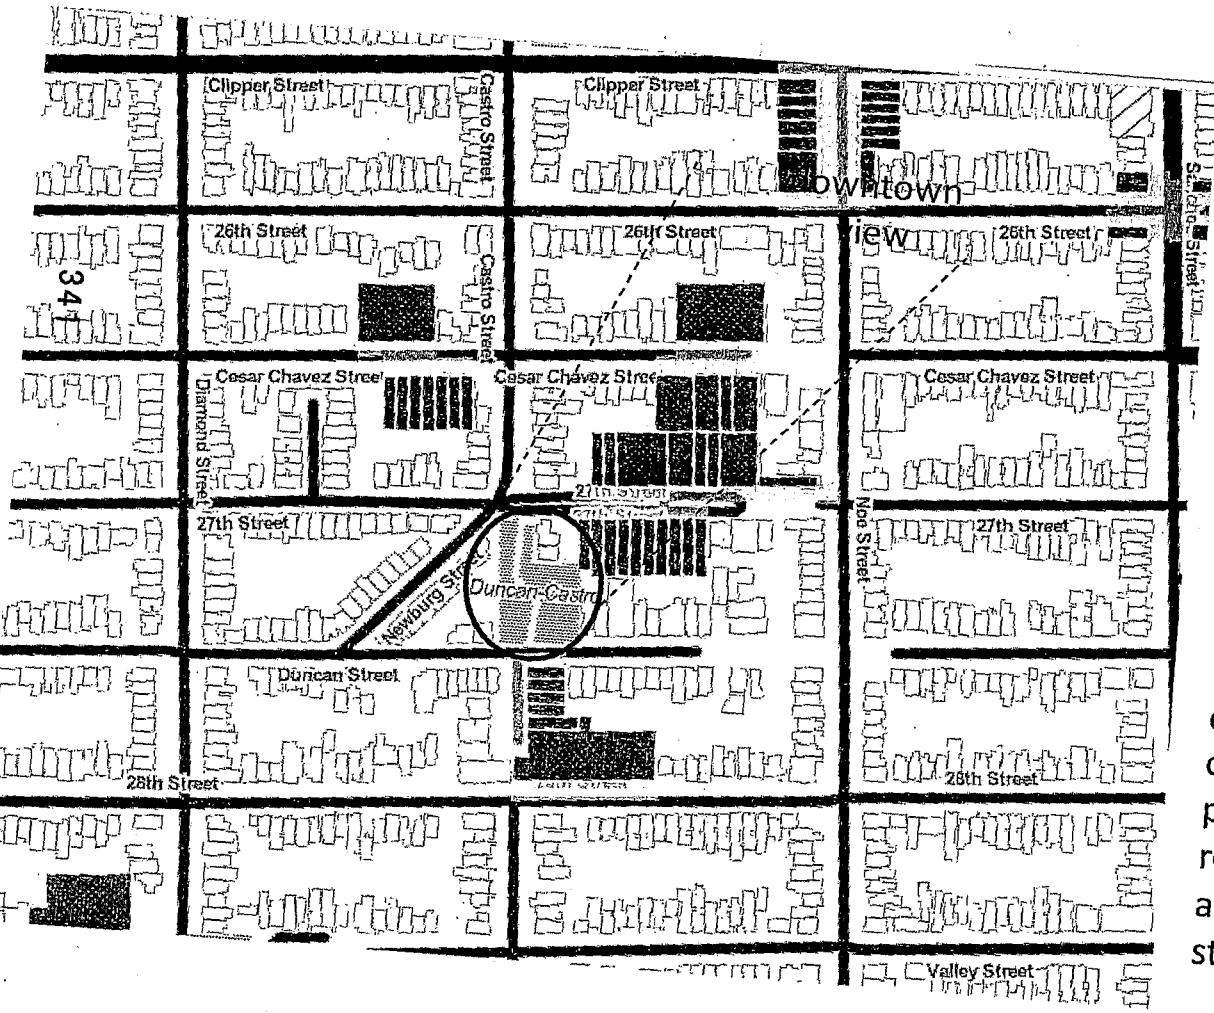 Clipper Street
Clipper Street
Castro Street
owntown
iew
26th Street
26th Street
26th Street
341
Castro Street
Street
Cesar Chavez Street
Cesar Chavez Stree
Cesar Chavez Street
Diamond Street
27th Street
27th Street
27th Street
Noe Street
Newburg Street
Duncan-Castro
Duncan Street
28th Street
28th Street
Valley Street
st